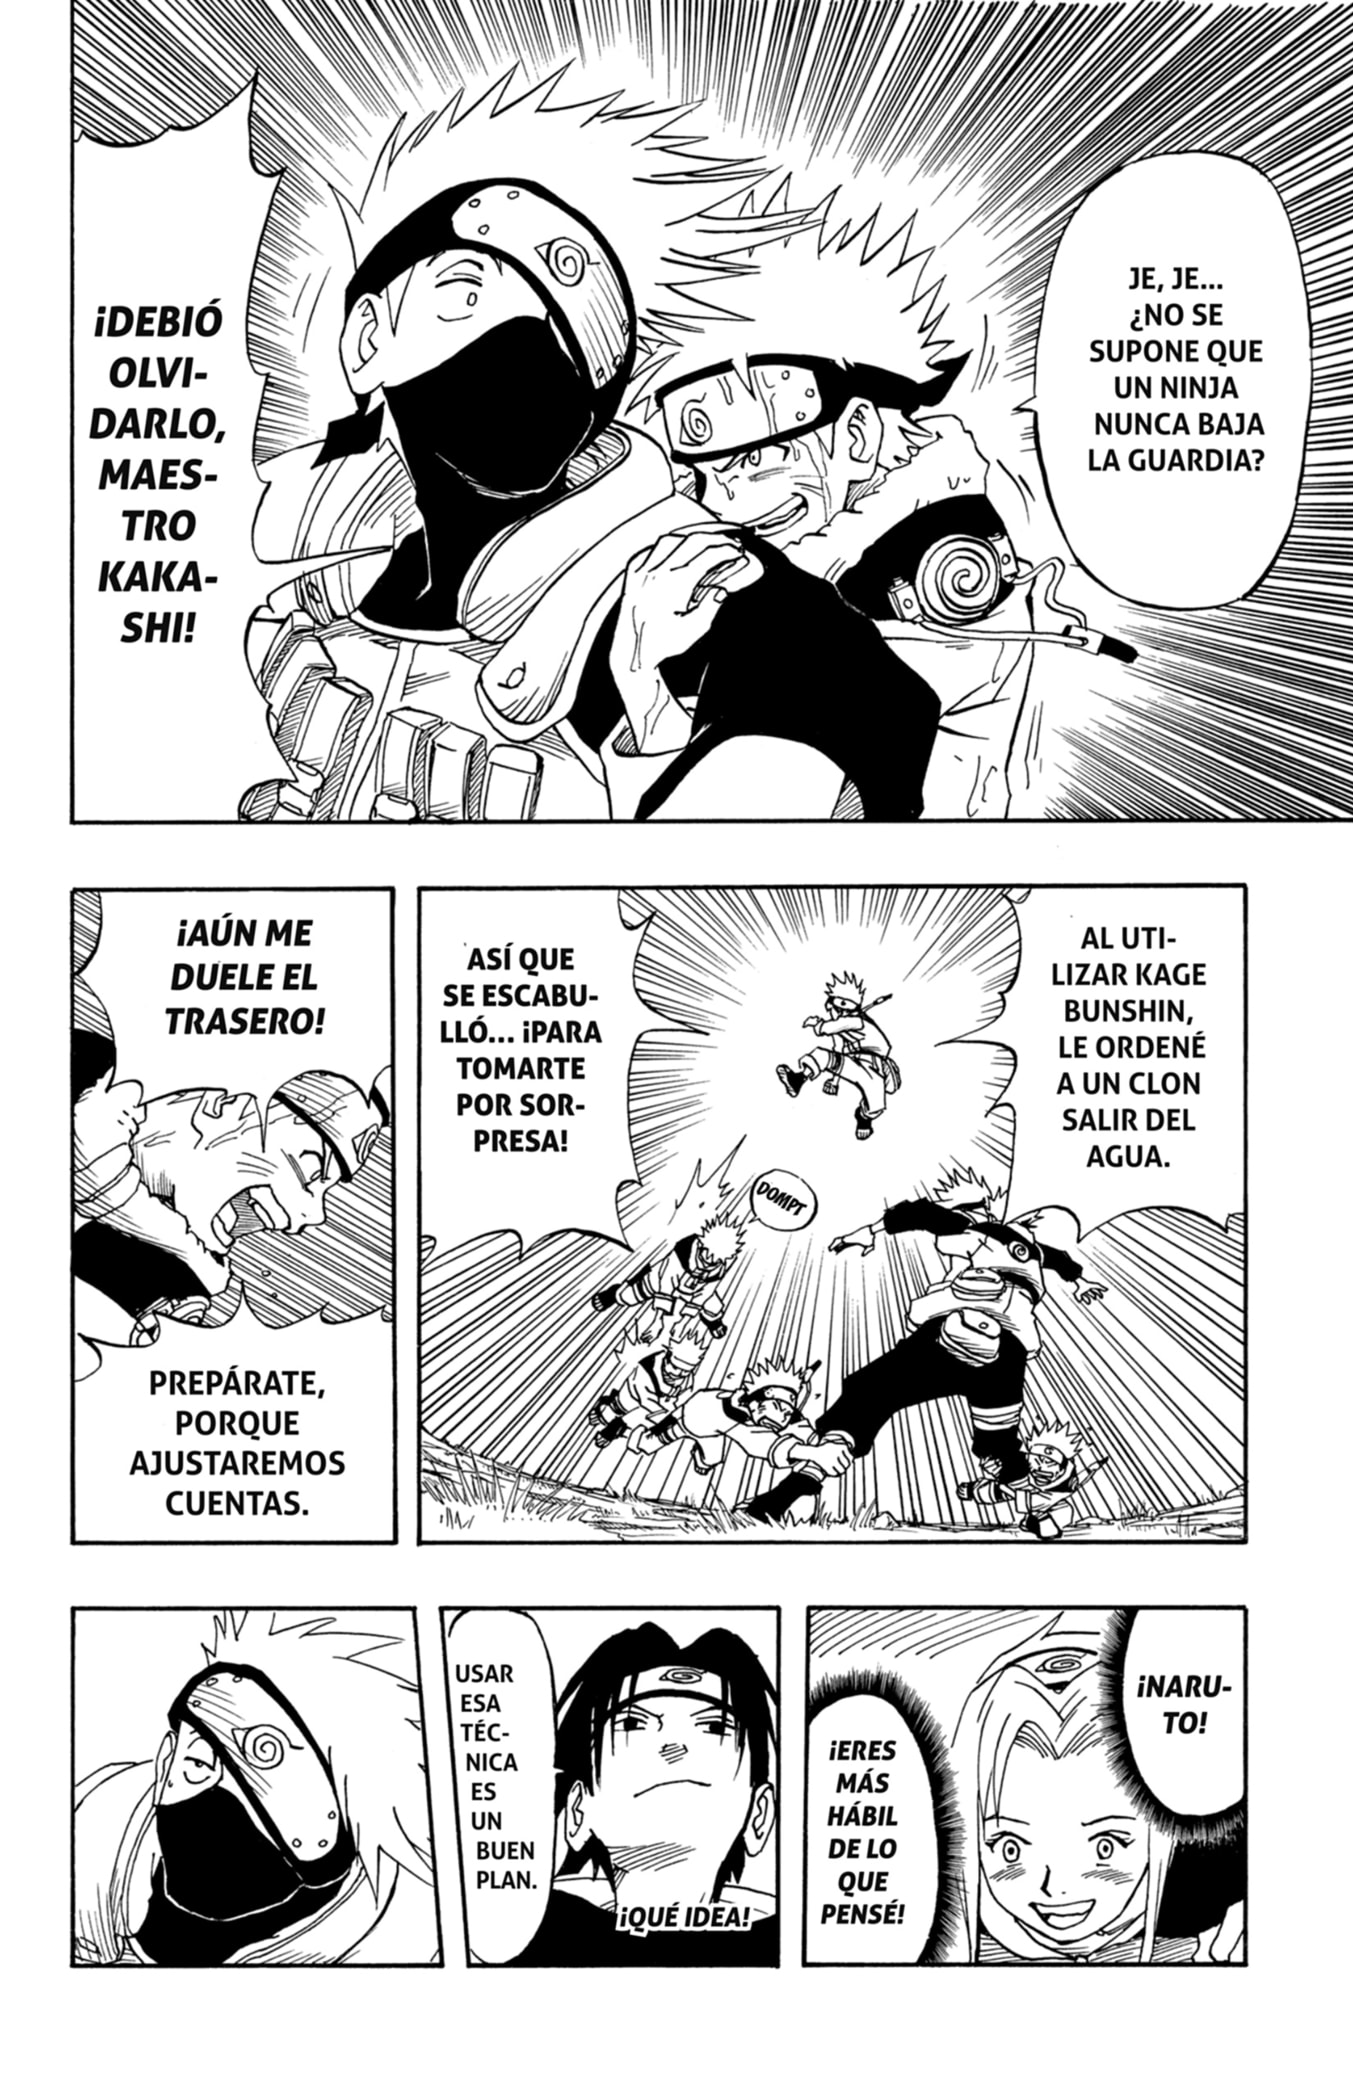 JE, JE...
¿NO SE
SUPONE QUE
UN NINJA
NUNCA BAJA
LA GUARDIA?
¡DEBIÓ
OLVI-
DARLO,
MAES-
TRO
KAKA-
SHI!
AL UTI-
LIZAR KAGE
BUNSHIN,
LE ORDENÉ
A UN CLON
SALIR DEL
AGUA.
DOMPT
ASÍ QUE
SE ESCABU-
LLÓ... ¡PARA
TOMARTE
POR SOR-
PRESA!
¡AÚN ME
DUELE EL
TRASERO!
PREPÁRATE,
PORQUE
AJUSTAREMOS
CUENTAS.
¡NARU-
TO!
¡ERES
MÁS
HÁBIL
DE LO
QUE
PENSÉ!
¡QUÉ IDEA!
USAR
ESA
TÉC-
NICA
ES
UN
BUEN
PLAN.